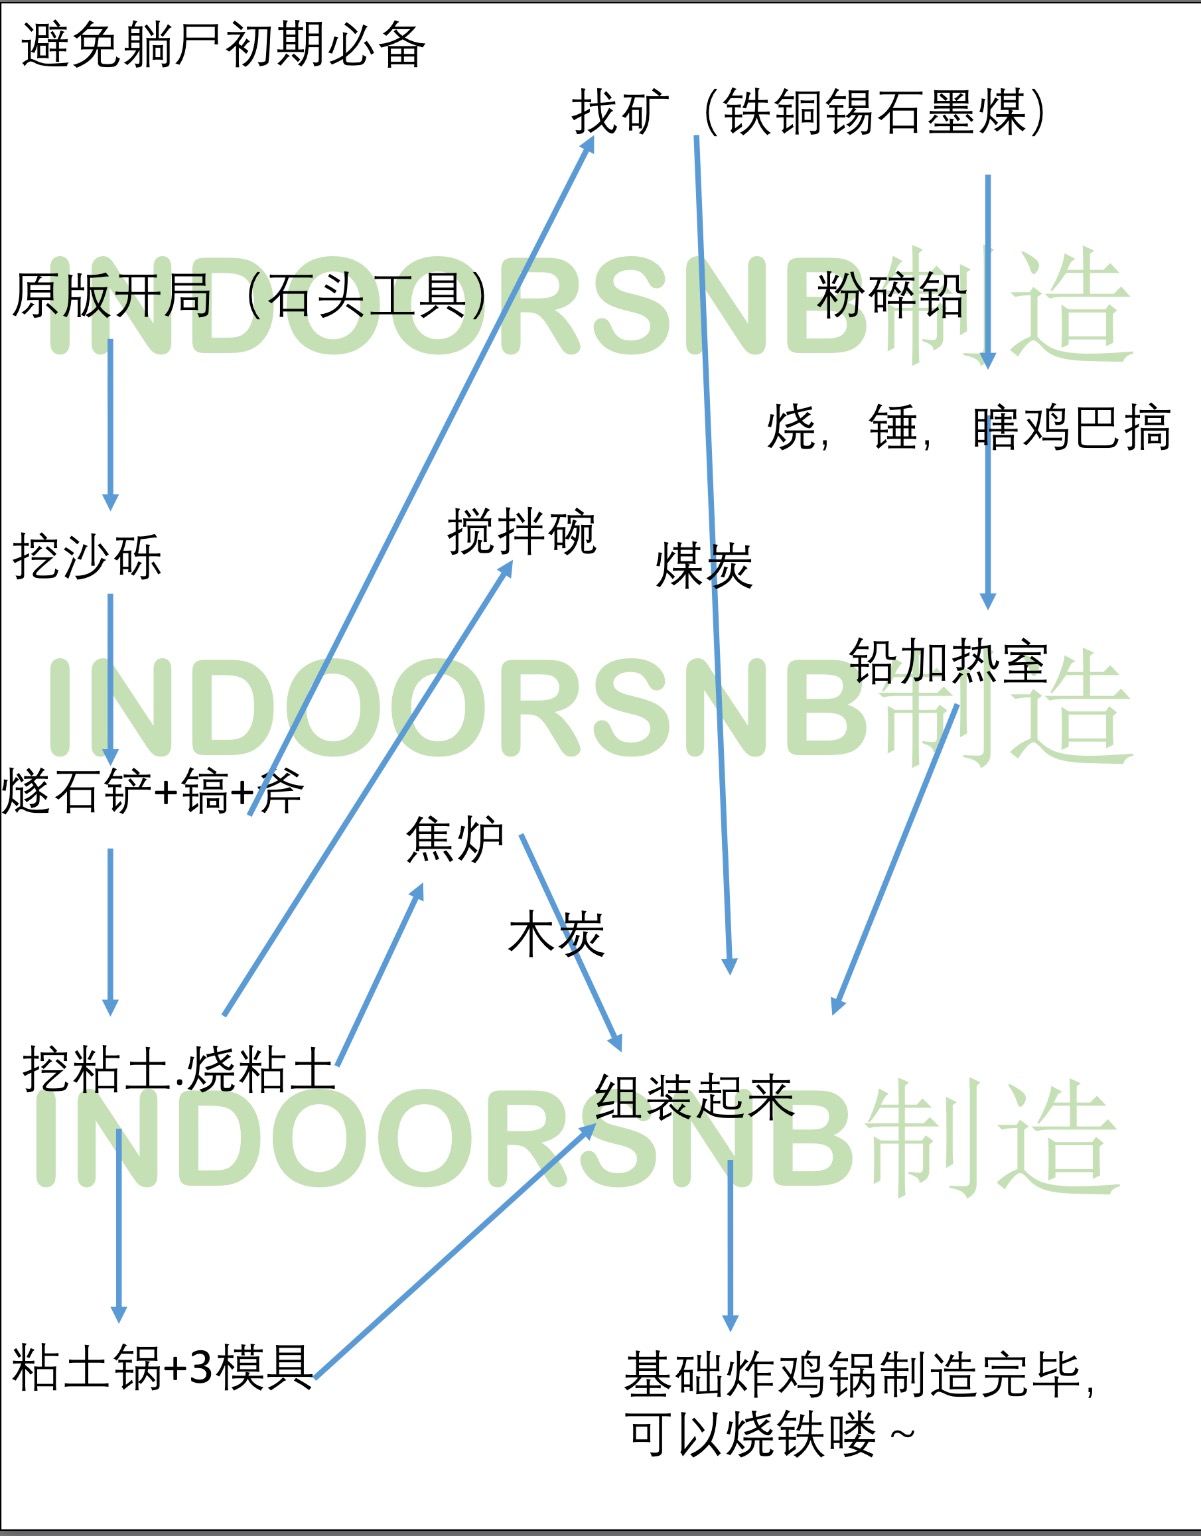 避免躺尸初期必备
找矿（铁铜锡石墨煤）
INDOORSNB制造
原版开局（石头工具）
粉碎铅
烧，锤，瞎鸡巴搞
搅拌碗
挖沙砾
煤炭
铅加热室
INDOORSNB制造
燧石铲+镐+斧
焦炉
木炭
挖粘土.烧粘土
组装起来
INDOORSNB制造
粘土锅+3模具
基础炸鸡锅制造完毕，
可以烧铁喽～